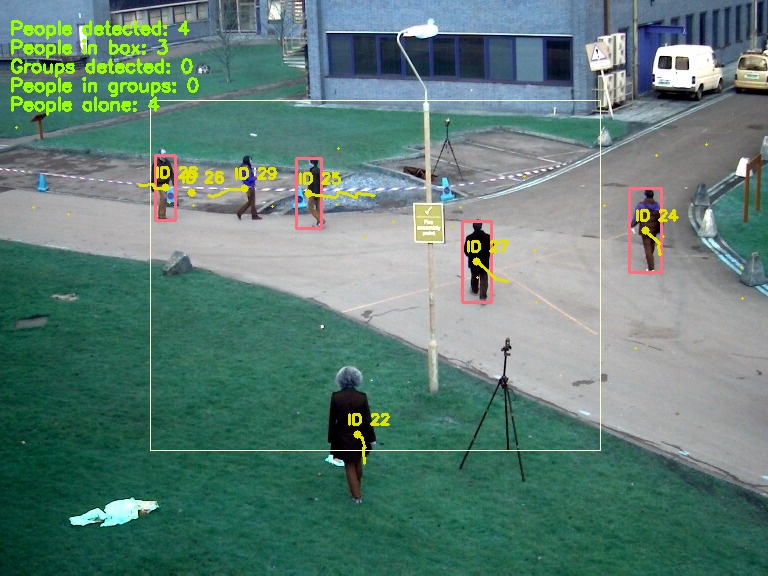 People detected: 4
People in box: 3
Groups detected: 0
People in groups: 0
People alone: 4
ID 26
ID 29
ID 25
ID 24
ID 27
ID 22